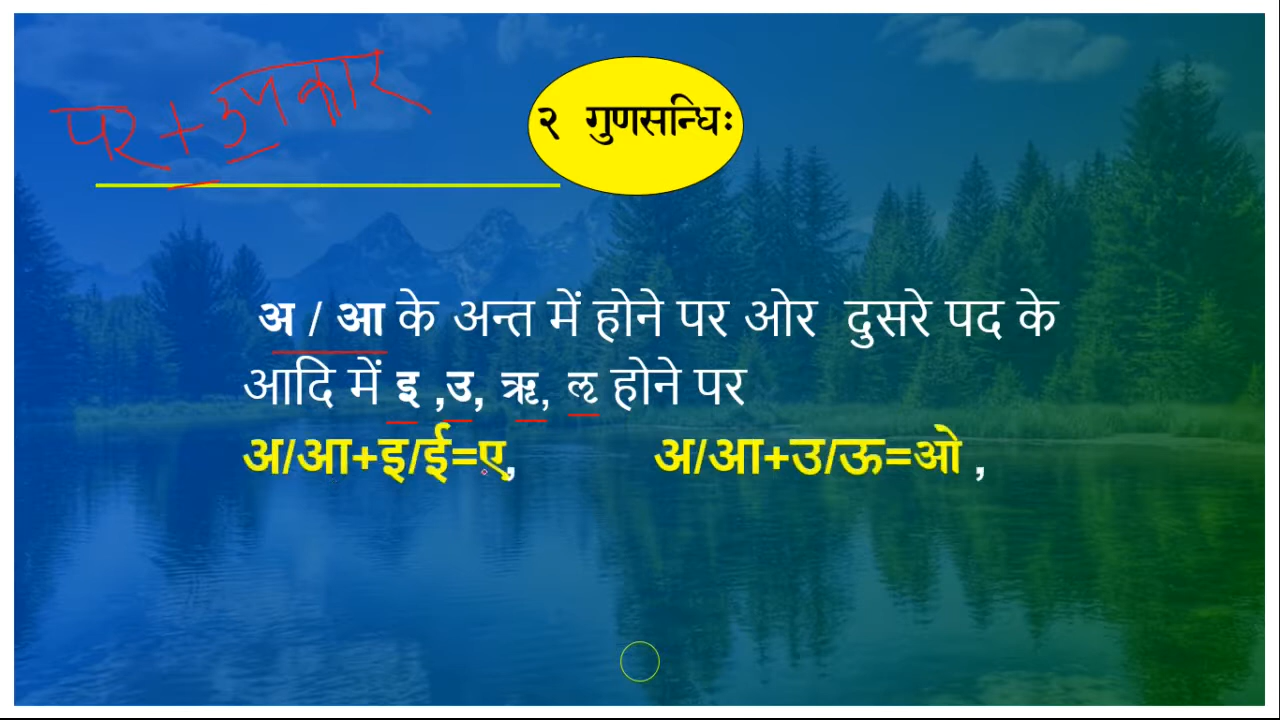 पर + उपकार
२ गुणसन्धिः
अ / आ के अन्त में होने पर ओर दुसरे पद के
आदि में इ ,उ, ऋ, ऌ होने पर
अ/आ+इ/ई=ए, अ/आ+उ/ऊ=ओ ,